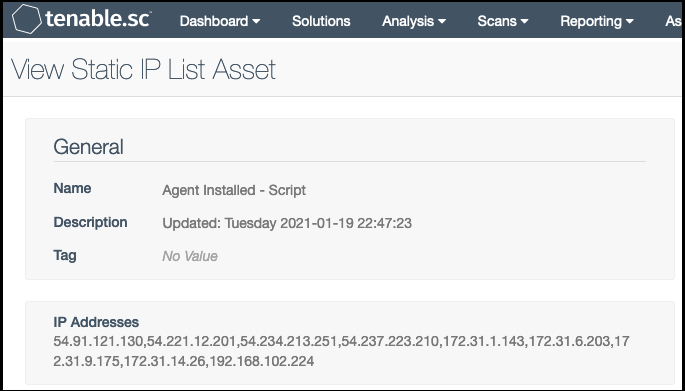 tenable.sc™ Dashboard Solutions Analysis Scans Reporting As
View Static IP List Asset
General
Name Agent Installed - Script
Description Updated: Tuesday 2021-01-19 22:47:23
Tag No Value
IP Addresses
54.91.121.130,54.221.12.201,54.234.213.251,54.237.223.210,172.31.1.143,172.31.6.203,17
2.31.9.175,172.31.14.26,192.168.102.224